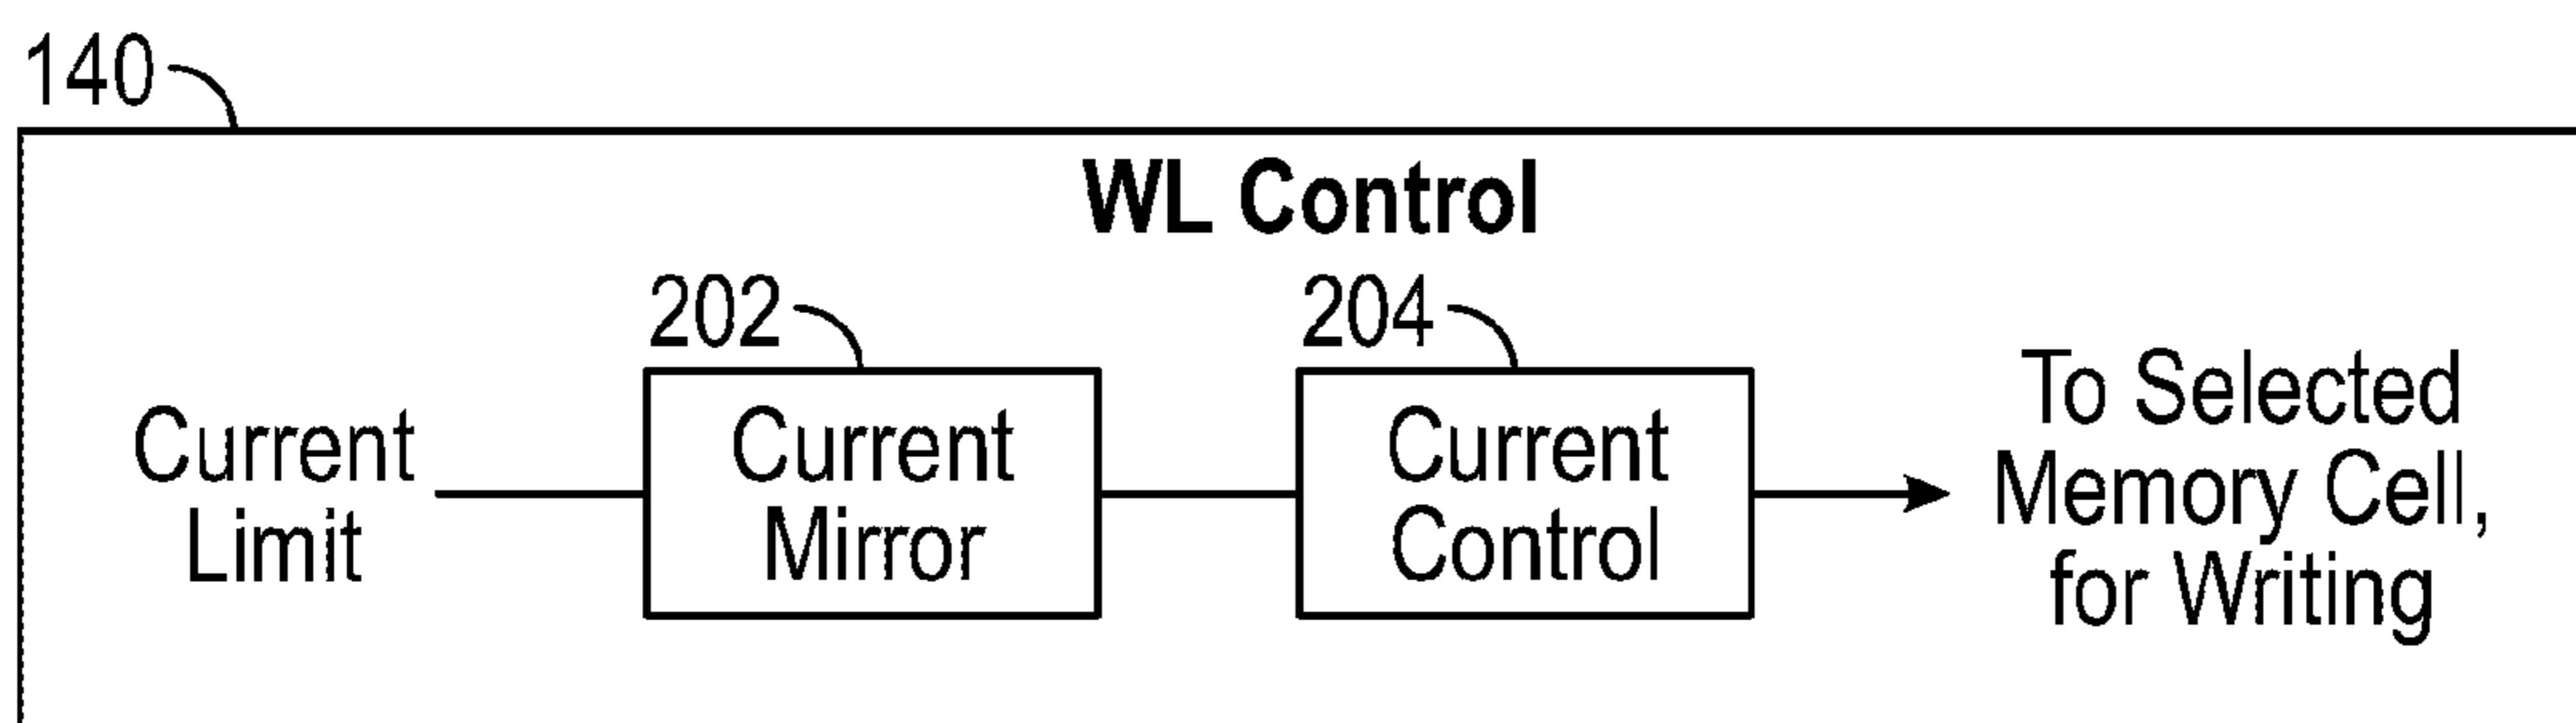 140
WL Control
202
204
Current
Limit
Current
Mirror
Current
Control
To Selected
Memory Cell,
for Writing